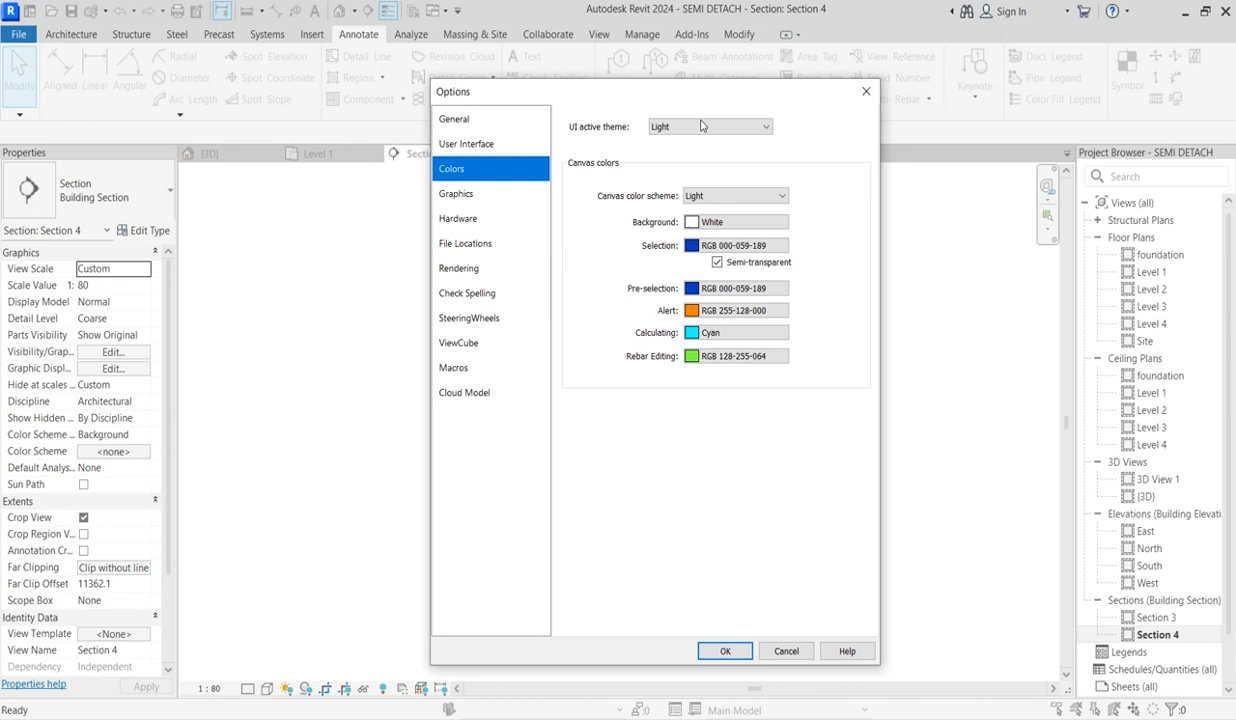 Autodesk Revit 2024 - SEMI DETACH - Section: Section 4
Sign In
File Architecture Structure Steel Precast Systems Insert Annotate Analyze Massing & Site Collaborate View Manage Add-Ins Modify
Modify
Aligned
Linear
Angular
Radial
Diameter
Arc Length
Spot Elevation
Spot Coordinate
Spot Slope
Detail Line
Region
Component
Revision Cloud
Text
Beam Annotations
Area Tag
View Reference
Keynote
Duct Legend
Pipe Legend
Color Fill Legend
Symbol
Properties
{3D}
Level 1
Section
Building Section
Section: Section 4
Edit Type
Graphics
View Scale Custom
Scale Value 1: 80
Display Model Normal
Detail Level Coarse
Parts Visibility Show Original
Visibility/Grap... Edit...
Graphic Displ... Edit...
Hide at scales ... Custom
Discipline Architectural
Show Hidden ... By Discipline
Color Scheme ... Background
Color Scheme <none>
Default Analys... None
Sun Path
Extents
Crop View
Crop Region V...
Annotation Cr...
Far Clipping Clip without line
Far Clip Offset 11362.1
Scope Box None
Identity Data
View Template <None>
View Name Section 4
Dependency Independent
Properties help
Apply
Options
General
User Interface
Colors
Graphics
Hardware
File Locations
Rendering
Check Spelling
SteeringWheels
ViewCube
Macros
Cloud Model
UI active theme: Light
Canvas colors
Canvas color scheme: Light
Background: White
Selection: RGB 000-059-189
Semi-transparent
Pre-selection: RGB 000-059-189
Alert: RGB 255-128-000
Calculating: Cyan
Rebar Editing: RGB 128-255-064
OK
Cancel
Help
Project Browser - SEMI DETACH
Search
Views (all)
Structural Plans
Floor Plans
foundation
Level 1
Level 2
Level 3
Level 4
Site
Ceiling Plans
foundation
Level 1
Level 2
Level 3
Level 4
3D Views
3D View 1
{3D}
Elevations (Building Elevati
East
North
South
West
Sections (Building Section)
Section 3
Section 4
Legends
Schedules/Quantities (all)
Sheets (all)
1 : 80
Ready
:0
Main Model
:0